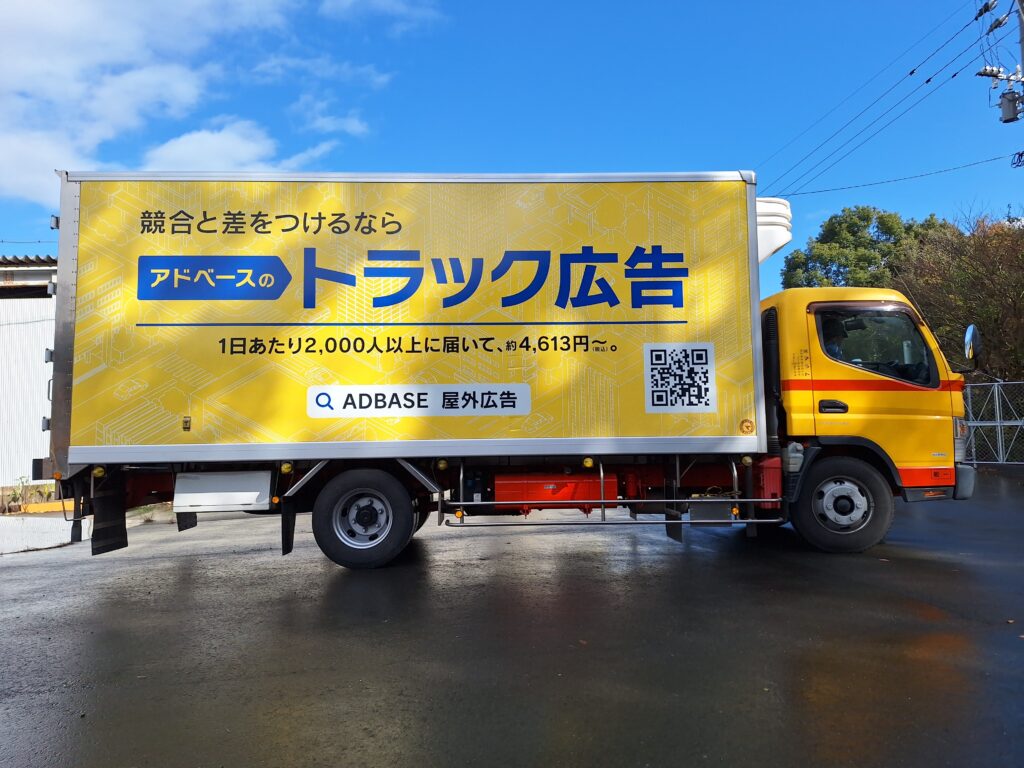 競合と差をつけるなら
アドベースの トラック広告
1日あたり2,000人以上に届いて、約4,613円〜(税込)。
ADBASE 屋外広告